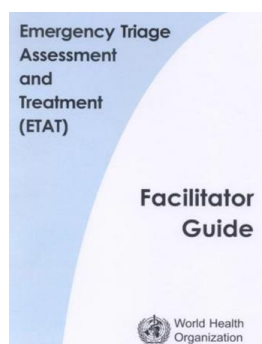 Emergency Triage
Assessment
and
Treatment
(ETAT)
Facilitator
Guide
World Health
Organization